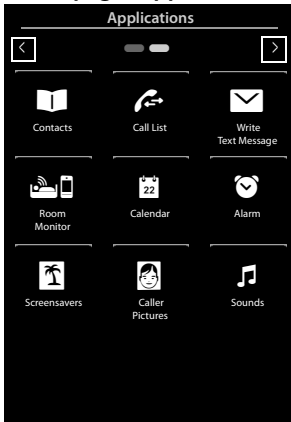 Applications
Contacts
Call List
Write
Text Message
Room
Monitor
22
Calendar
Alarm
Screensavers
Caller
Pictures
Sounds